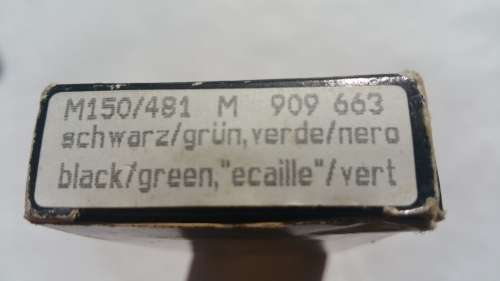 M150/481 M 909 663
schwarz/grün,verde/nero
black/green,"ecaille"/vert